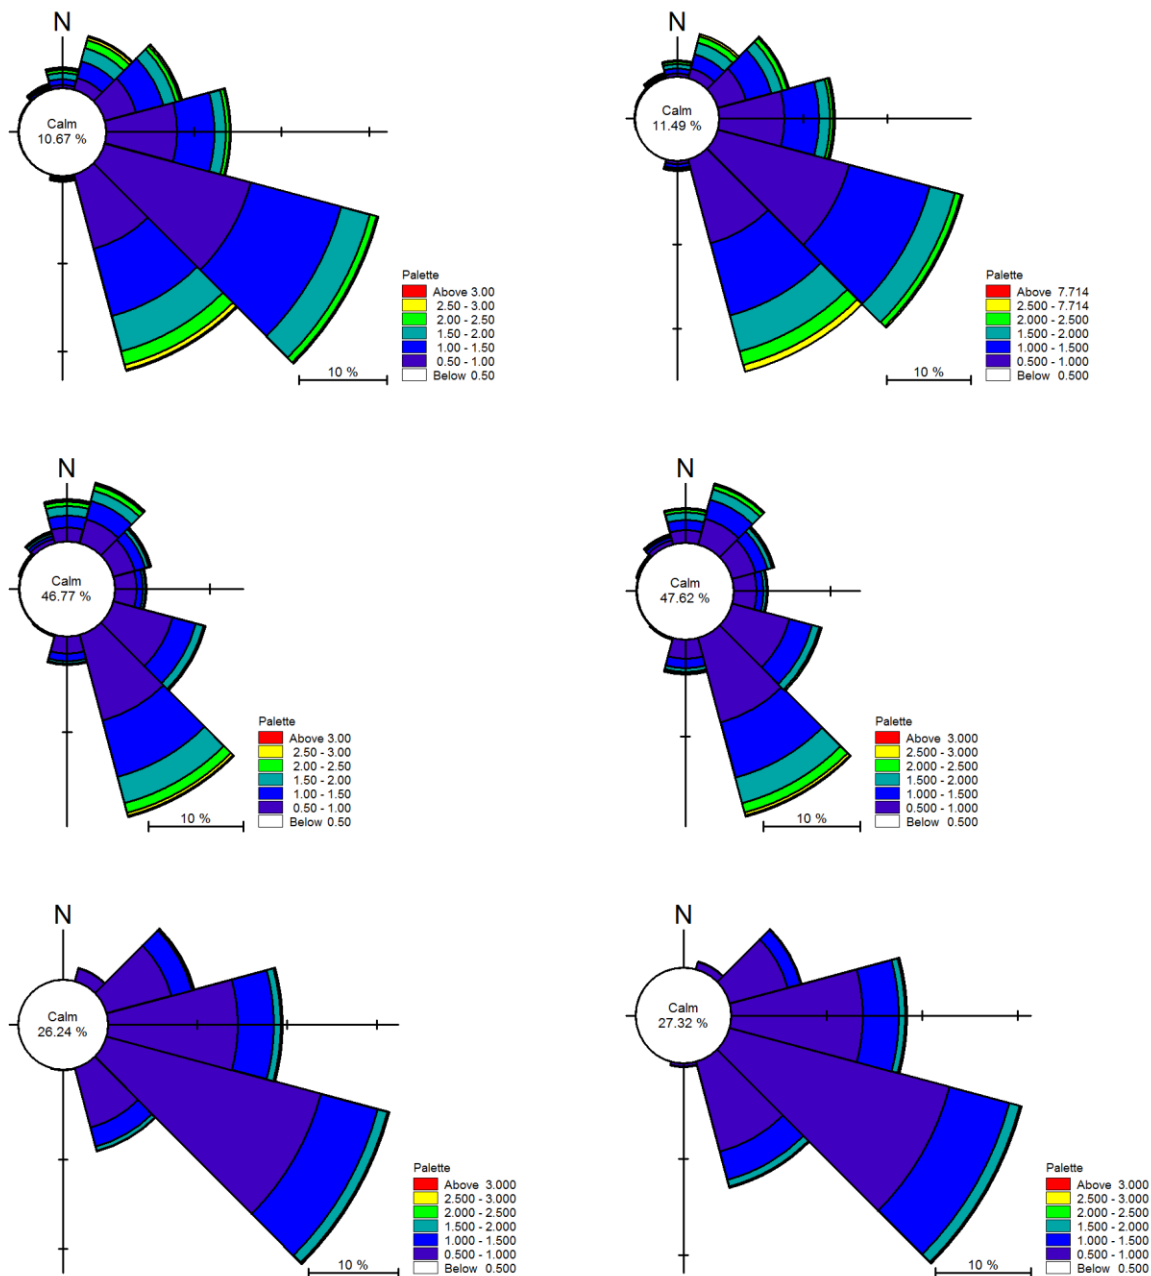 N
Calm
10.67 %
Palette
Above 3.00
2.50 - 3.00
2.00 - 2.50
1.50 - 2.00
1.00 - 1.50
0.50 - 1.00
Below 0.50
10 %
N
Calm
11.49 %
Palette
Above 7.714
2.500 - 7.714
2.000 - 2.500
1.500 - 2.000
1.000 - 1.500
0.500 - 1.000
Below 0.500
10 %
N
Calm
46.77 %
Palette
Above 3.00
2.50 - 3.00
2.00 - 2.50
1.50 - 2.00
1.00 - 1.50
0.50 - 1.00
Below 0.50
10 %
N
Calm
47.62 %
Palette
Above 3.000
2.500 - 3.000
2.000 - 2.500
1.500 - 2.000
1.000 - 1.500
0.500 - 1.000
Below 0.500
10 %
N
Calm
26.24 %
Palette
Above 3.000
2.500 - 3.000
2.000 - 2.500
1.500 - 2.000
1.000 - 1.500
0.500 - 1.000
Below 0.500
10 %
N
Calm
27.32 %
Palette
Above 3.000
2.500 - 3.000
2.000 - 2.500
1.500 - 2.000
1.000 - 1.500
0.500 - 1.000
Below 0.500
10 %